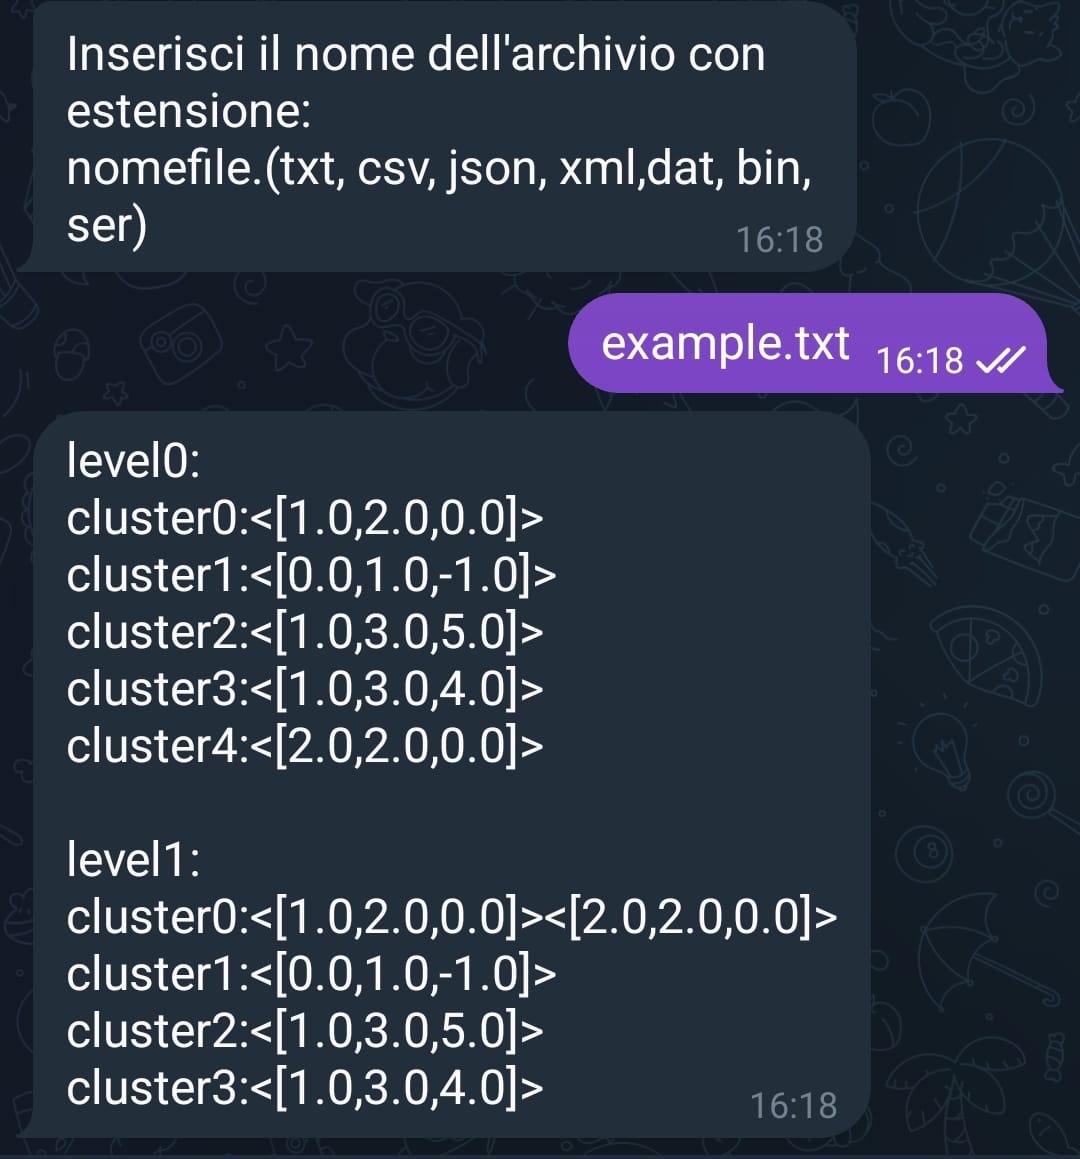 Inserisci il nome dell'archivio con
estensione:
nomefile.(txt, csv, json, xml,dat, bin,
ser)
16:18
example.txt
16:18
level0:
cluster0:<[1.0,2.0,0.0]>
cluster1:<[0.0,1.0,-1.0]>
cluster2:<[1.0,3.0,5.0]>
cluster3:<[1.0,3.0,4.0]>
cluster4:<[2.0,2.0,0.0]>
level1:
cluster0:<[1.0,2.0,0.0]><[2.0,2.0,0.0]>
cluster1:<[0.0,1.0,-1.0]>
cluster2:<[1.0,3.0,5.0]>
cluster3:<[1.0,3.0,4.0]>
16:18